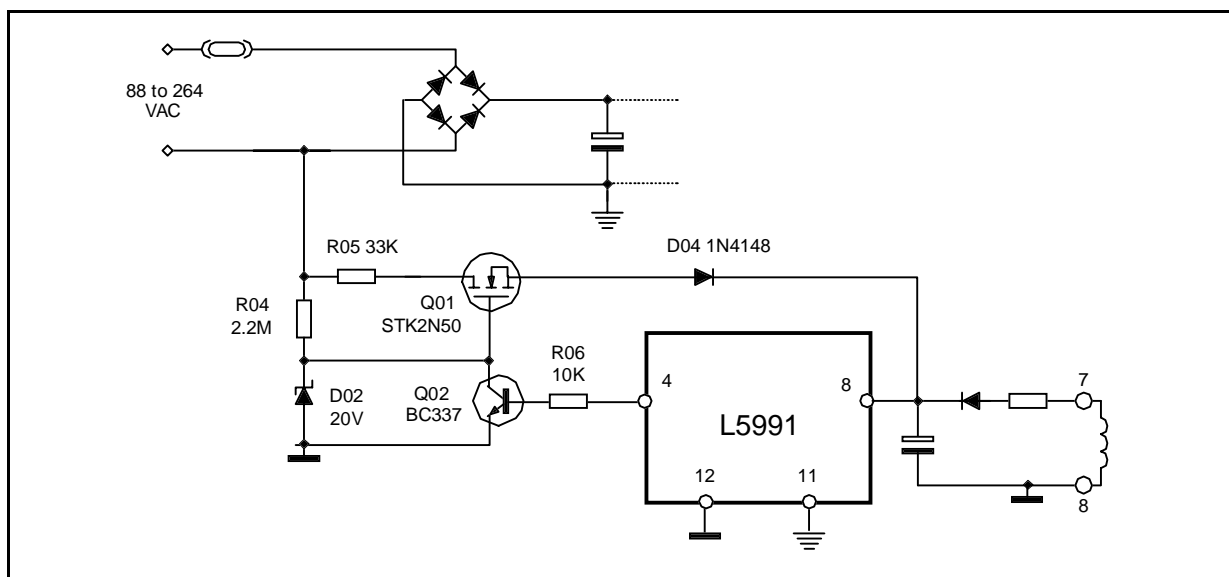 88 to 264
VAC
R05 33K
D04 1N4148
R04
2.2M
Q01
STK2N50
R06
10K
4
8
7
D02
20V
Q02
BC337
L5991
12
11
8